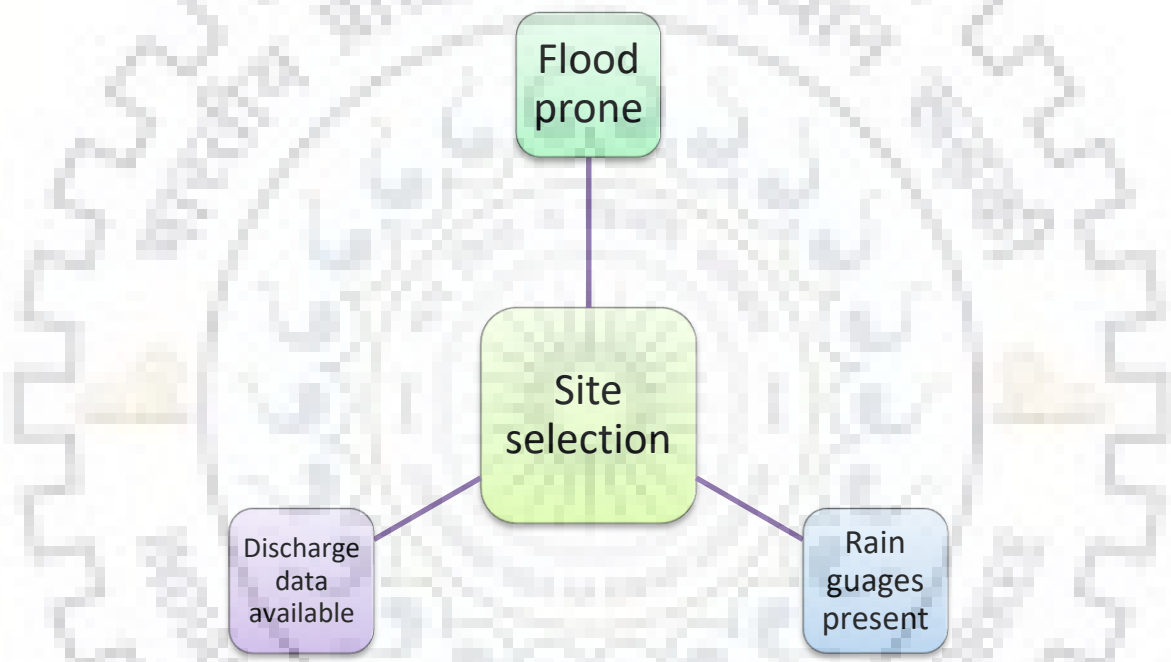 Flood
prone
Site
selection
Discharge
data
available
Rain
guages
present